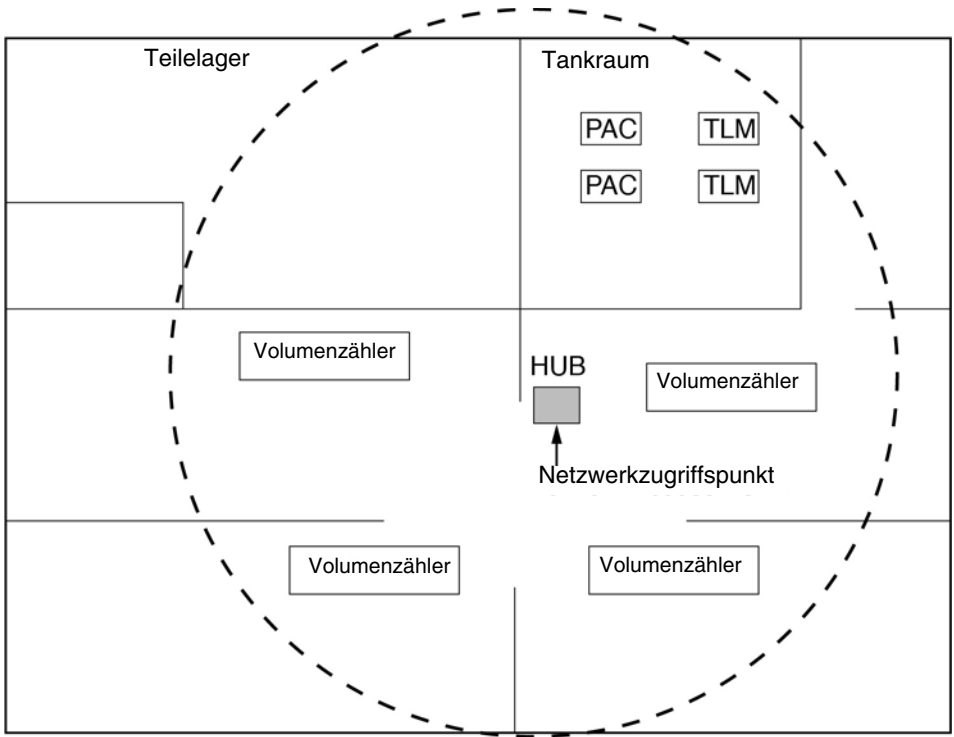 Teilelager
Tankraum
PAC
TLM
PAC
TLM
Volumenzähler
HUB
Volumenzähler
Netzwerkzugriffspunkt
Volumenzähler
Volumenzähler